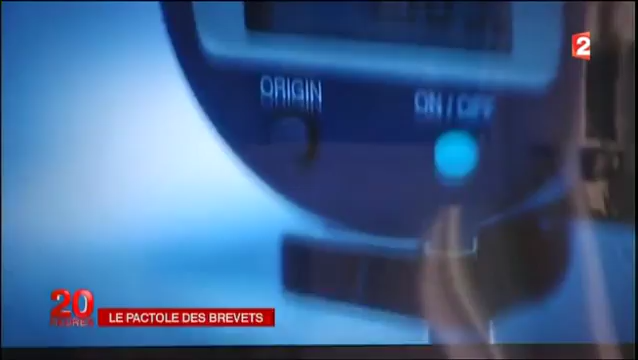 2
ORIGIN
ON / OFF
20
HEURES
LE PACTOLE DES BREVETS